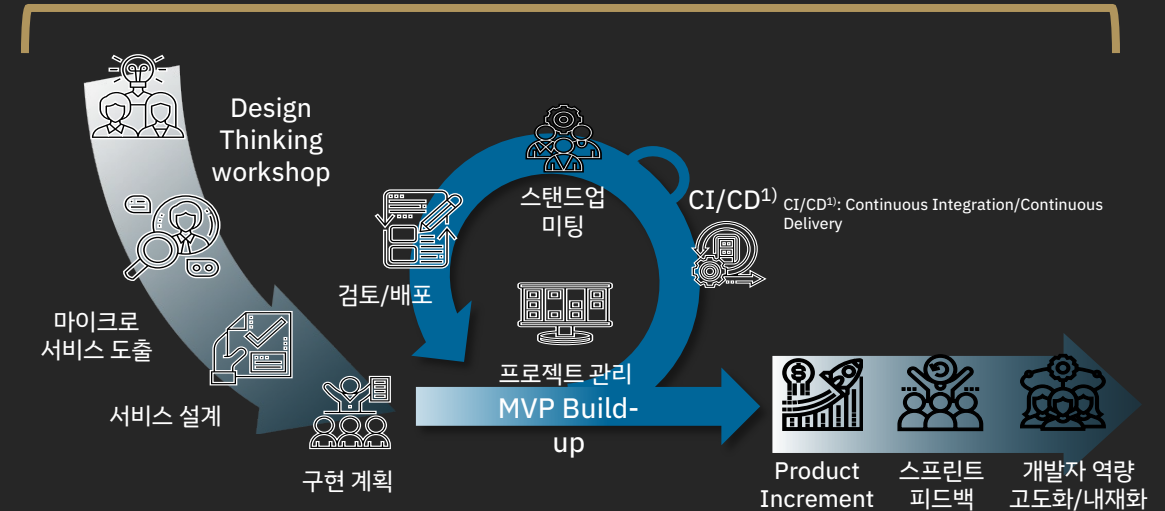 Design
Thinking
workshop
마이크로
서비스 도출
서비스 설계
구현 계획
스탠드업
미팅
CI/CD1)
CI/CD1): Continuous Integration/Continuous
Delivery
검토/배포
프로젝트 관리
MVP Build-
up
Product
Increment
스프린트
피드백
개발자 역량
고도화/내재화